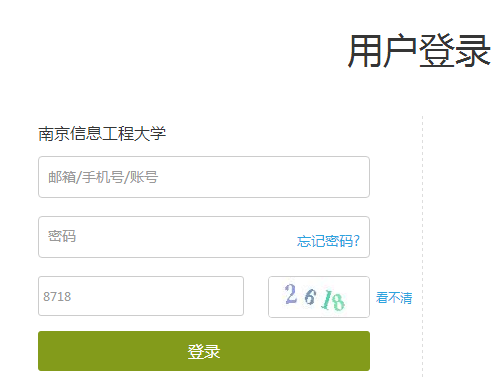 用户登录
南京信息工程大学
邮箱/手机号/账号
密码
忘记密码?
8718
2618
看不清
登录